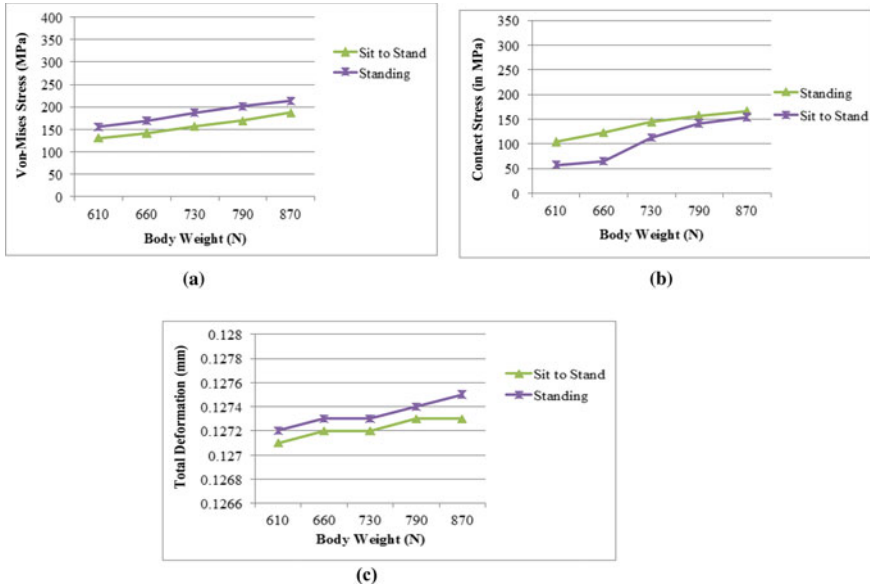 400
350
300
250
200
150
100
50
0
Von-Mises Stress (MPa)
610 660 730 790 870
Body Weight (N)
Sit to Stand
Standing
(a)
350
300
250
200
150
100
50
0
Contact Stress (in MPa)
610 660 730 790 870
Body Weight (N)
Standing
Sit to Stand
(b)
0.128
0.1278
0.1276
0.1274
0.1272
0.127
0.1268
0.1266
Total Deformation (mm)
610 660 730 790 870
Body Weight (N)
Sit to Stand
Standing
(c)